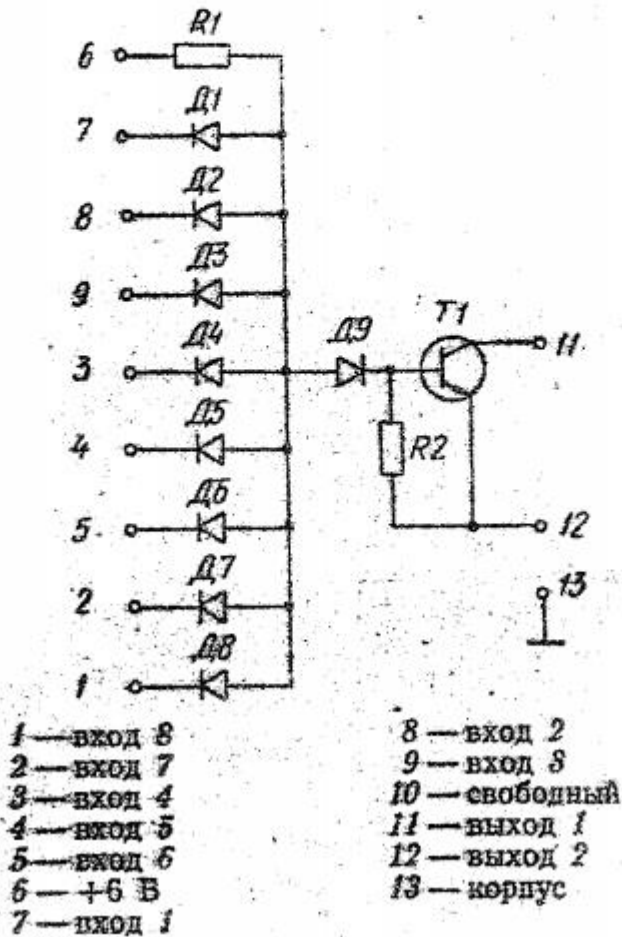 6 R1
7 Д1
8 Д2
9 Д3
3 Д4 Д9 T1 11
4 Д5 R2
5 Д6 12
2 Д7 13
1 Д8
1 — вход 8
2 — вход 7
3 — вход 4
4 — вход 5
5 — вход 6
6 — +6 В
7 — вход 1
8 — вход 2
9 — вход 3
10 — свободный
11 — выход 1
12 — выход 2
13 — корпус